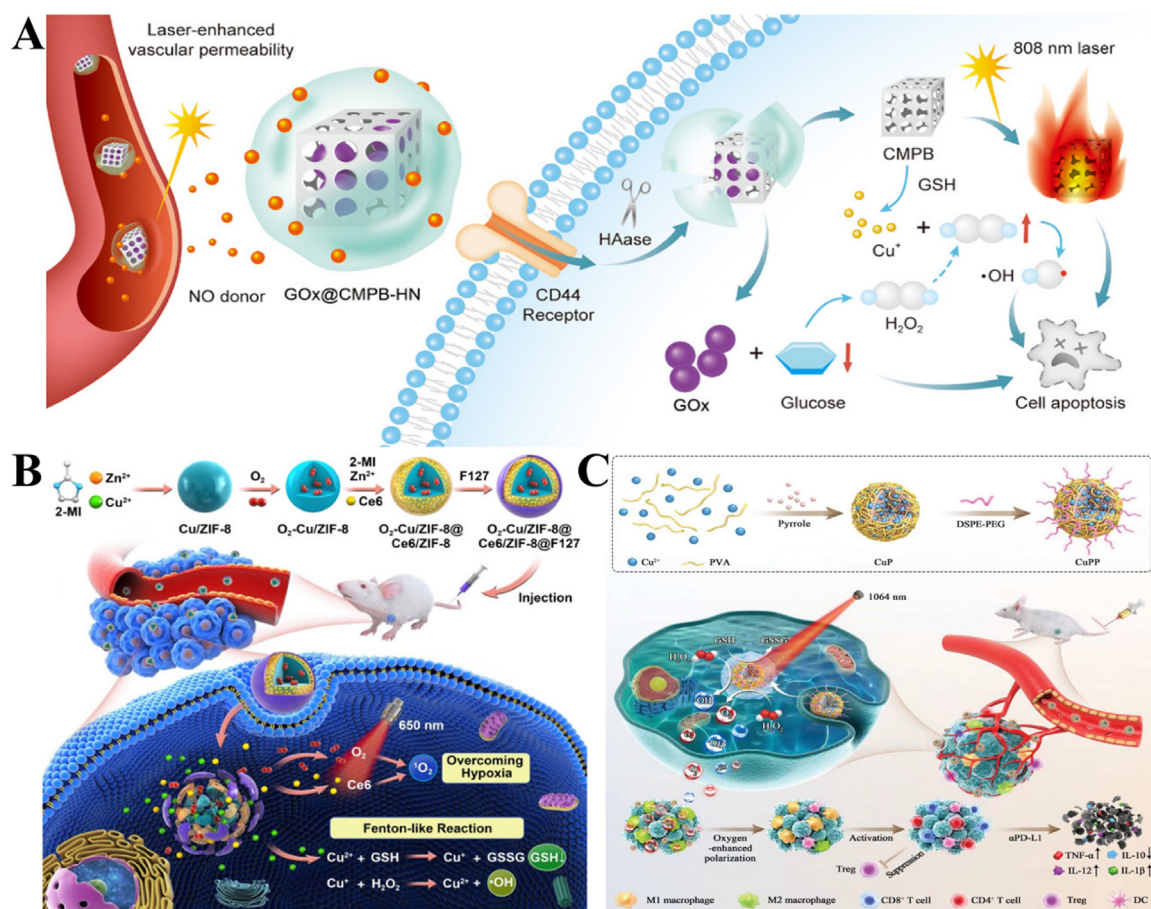 A
Laser-enhanced
vascular permeability
NO donor
GOx@CMPB-HN
CD44
Receptor
HAase
CMPB
808 nm laser
GSH
Cu⁺
+
•OH
H₂O₂
GOx
+
Glucose
Cell apoptosis
B
2-MI
Zn²⁺
Cu²⁺
Cu/ZIF-8
O₂
O₂-Cu/ZIF-8
2-MI
Zn²⁺
Ce6
O₂-Cu/ZIF-8@
Ce6/ZIF-8
F127
O₂-Cu/ZIF-8@
Ce6/ZIF-8@F127
Injection
650 nm
O₂
Ce6
¹O₂
Overcoming
Hypoxia
Fenton-like Reaction
Cu²⁺ + GSH → Cu⁺ + GSSG GSH↓
Cu⁺ + H₂O₂ → Cu²⁺ + •OH
C
Cu²⁺
PVA
Pyrrole
CuP
DSPE-PEG
CuPP
1064 nm
GSH
GSSG
H₂O₂
H₂O₂
Oxygen
-enhanced
polarization
Activation
Treg
Suppression
αPD-L1
TNF-α↑ IL-10↓
IL-12↑ IL-1β↑
M1 macrophage M2 macrophage CD8⁺ T cell CD4⁺ T cell Treg DC